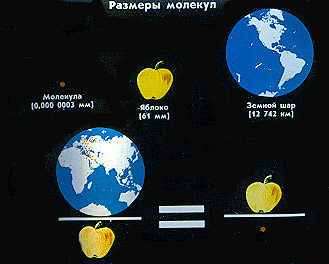 Размеры молекул
Молекула
(0,000 0003 мм)
Яблоко
(61 мм)
Земной шар
(12 742 км)